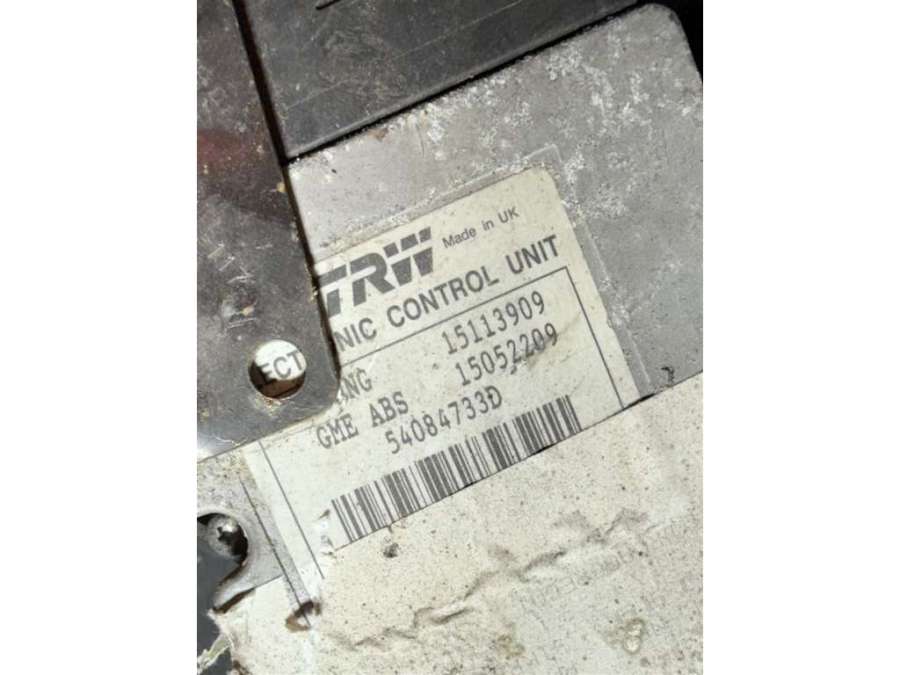 TRW Made in UK
ECT NIC CONTROL UNIT
NG 15113909
GME ABS 15052209
54084733D